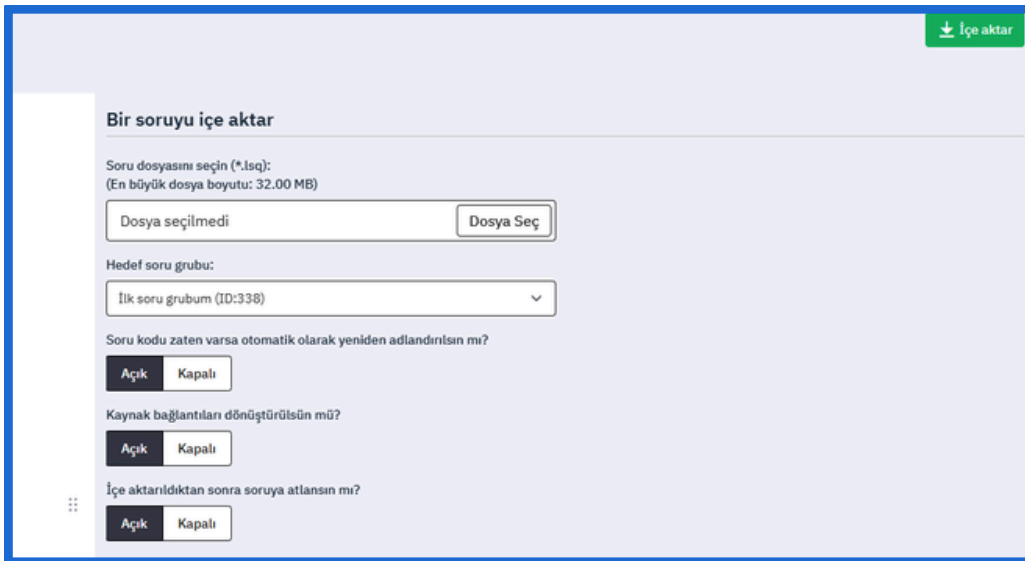 İçe aktar
Bir soruyu içe aktar
Soru dosyasını seçin (*.lsq):
(En büyük dosya boyutu: 32.00 MB)
Dosya seçilmedi Dosya Seç
Hedef soru grubu:
İlk soru grubum (ID:338)
Soru kodu zaten varsa otomatik olarak yeniden adlandırılsın mı?
Açık Kapalı
Kaynak bağlantıları dönüştürülsün mü?
Açık Kapalı
İçe aktarıldıktan sonra soruya atlansın mı?
Açık Kapalı